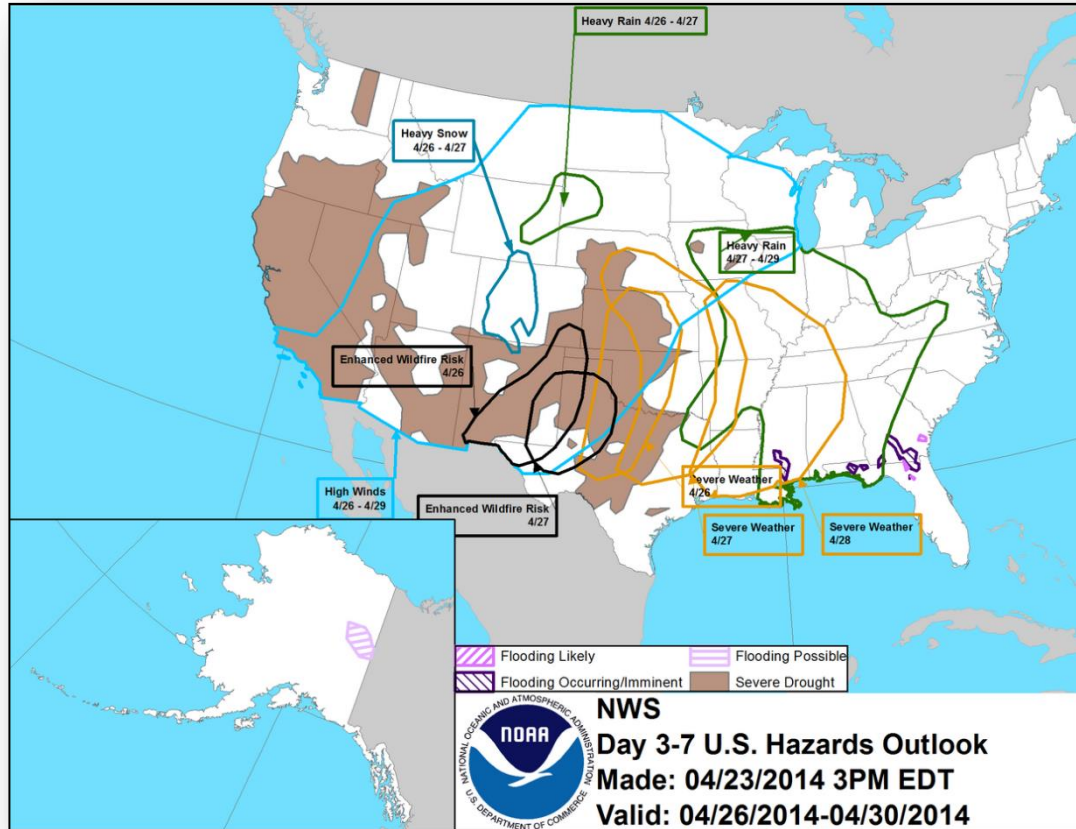 Heavy Rain 4/26 - 4/27
Heavy Snow
4/26 - 4/27
Heavy Rain
4/27 - 4/29
Enhanced Wildfire Risk
4/26
High Winds
4/26 - 4/29
Enhanced Wildfire Risk
4/27
Severe Weather
4/26
Severe Weather
4/27
Severe Weather
4/28
Flooding Likely
Flooding Possible
Flooding Occurring/Imminent
Severe Drought
NATIONAL OCEANIC AND ATMOSPHERIC ADMINISTRATION
NOAA
U.S. DEPARTMENT OF COMMERCE
NWS
Day 3-7 U.S. Hazards Outlook
Made: 04/23/2014 3PM EDT
Valid: 04/26/2014-04/30/2014